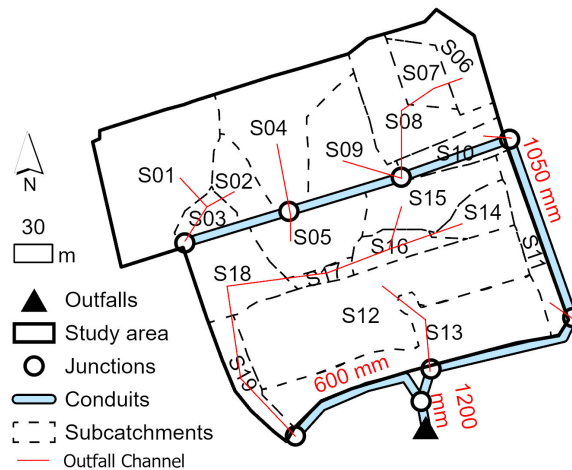 S06
S07
S08
S04
S09
S10
1050 mm
S01
S02
S03
S05
S15
S14
S16
S11
S17
S18
S12
S13
S19
600 mm
1200
mm
N
30
m
Outfalls
Study area
Junctions
Conduits
Subcatchments
Outfall Channel